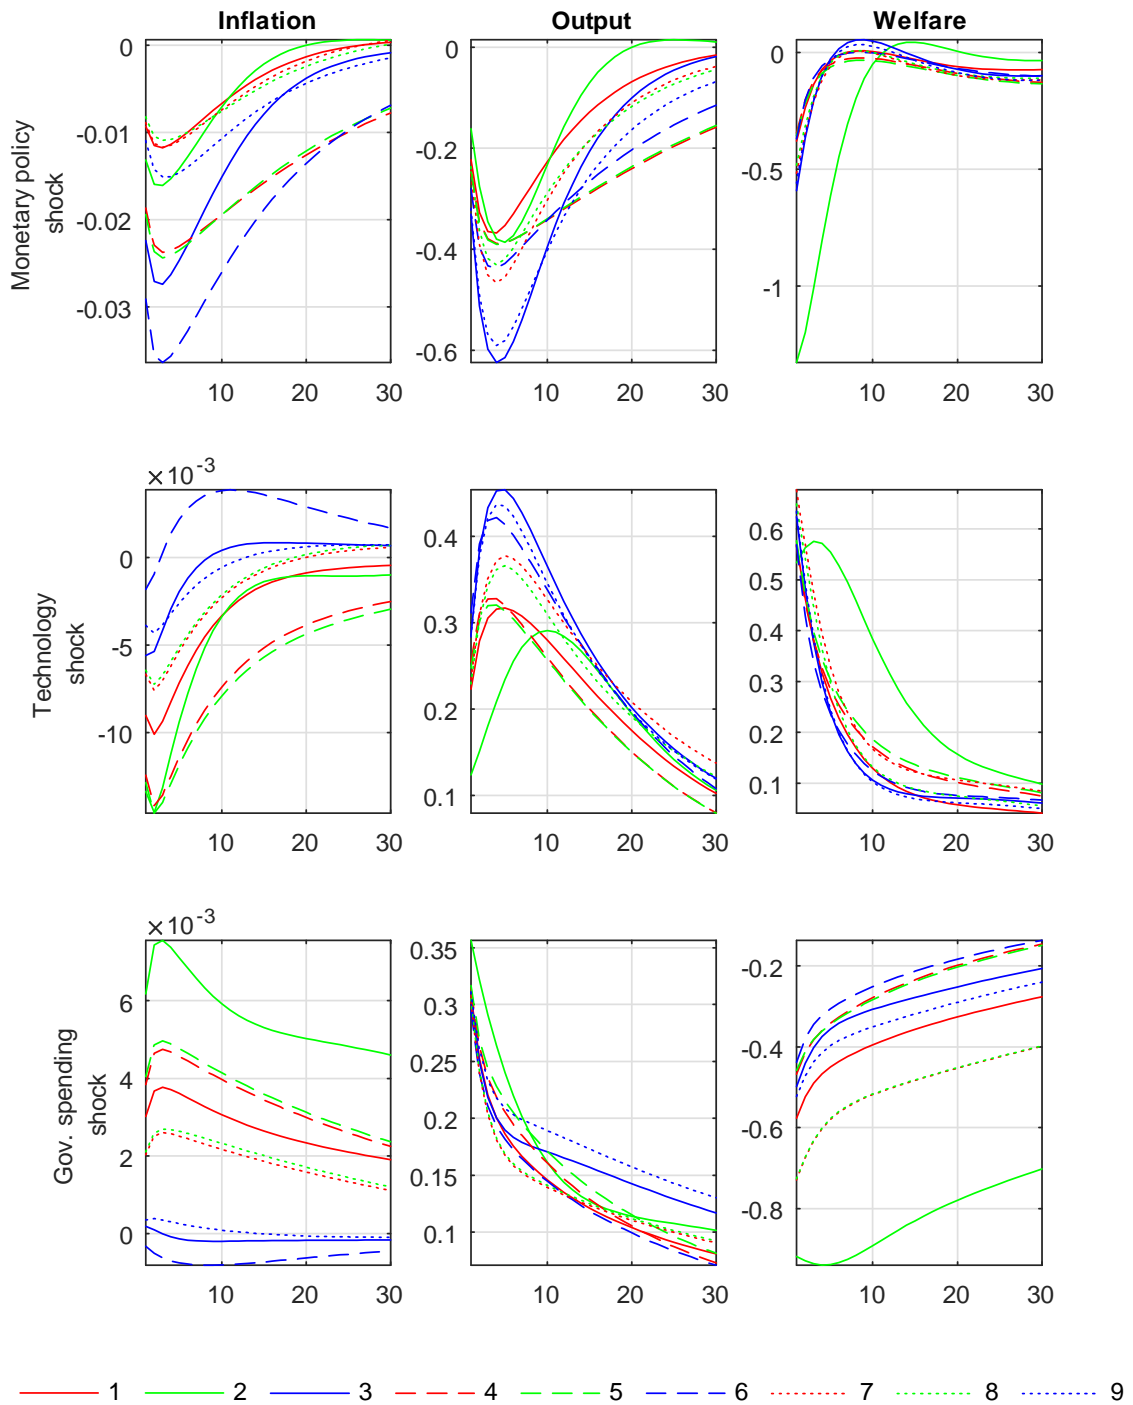 Inflation Output Welfare
Monetary policy
shock
0
-0.01
-0.02
-0.03
10 20 30
0
-0.2
-0.4
-0.6
10 20 30
0
-0.5
-1
10 20 30
Technology
shock
×10-3
0
-5
-10
10 20 30
0.4
0.3
0.2
0.1
10 20 30
0.6
0.5
0.4
0.3
0.2
0.1
10 20 30
Gov. spending
shock
×10-3
6
4
2
0
10 20 30
0.35
0.3
0.25
0.2
0.15
0.1
10 20 30
-0.2
-0.4
-0.6
-0.8
10 20 30
1 2 3 4 5 6 7 8 9